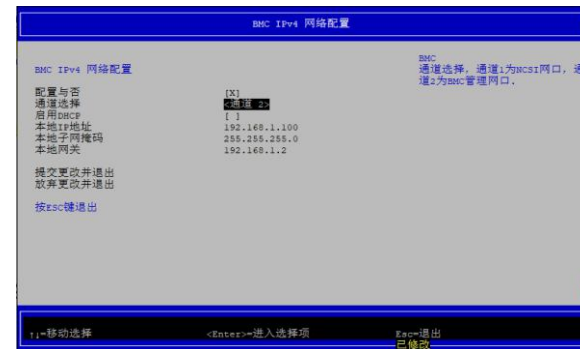 BMC IPv4 网络配置
BMC IPv4 网络配置
BMC
通道选择，通道1为NCSI网口，通
道2为BMC管理网口．
配置与否 [X]
通道选择 <通道 2>
启用DHCP [ ]
本地IP地址 192.168.1.100
本地子网掩码 255.255.255.0
本地网关 192.168.1.2
提交更改并退出
放弃更改并退出
按ESC键退出
↑↓=移动选择 <Enter>=进入选择项 Esc=退出
已修改